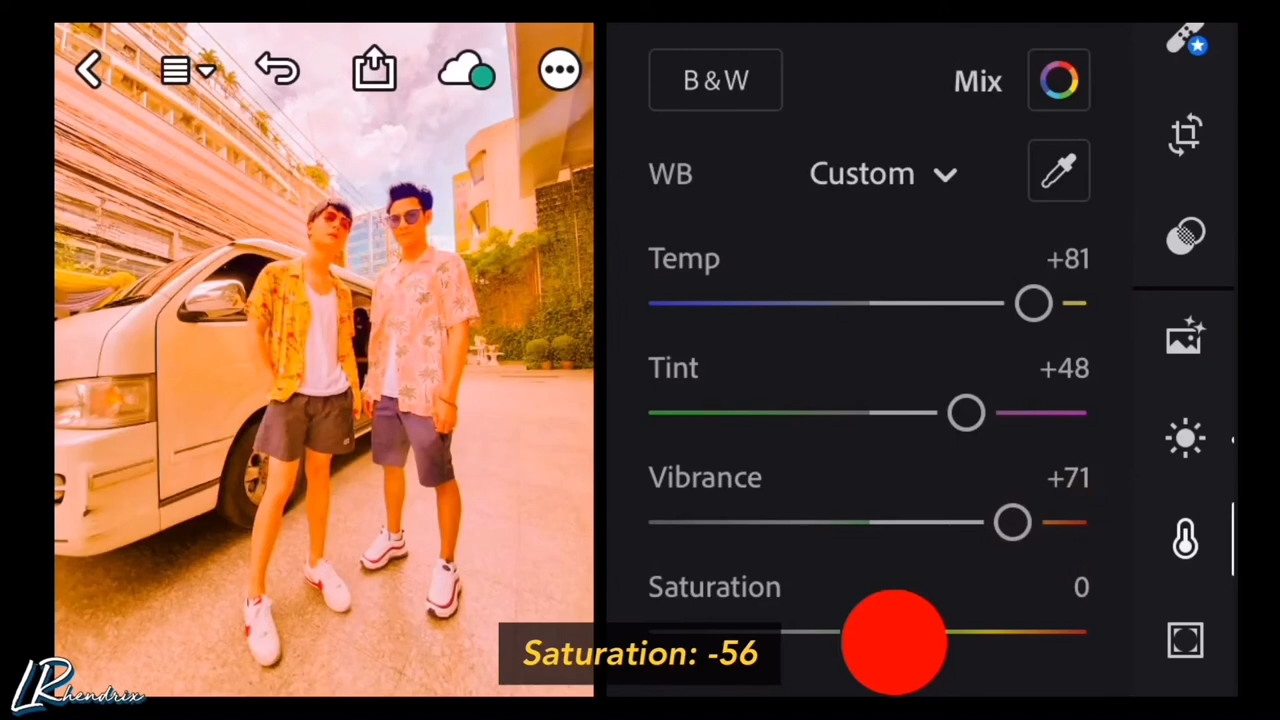 B&W
Mix
WB
Custom
Temp
+81
Tint
+48
Vibrance
+71
Saturation
0
Saturation: -56
LRhendrix